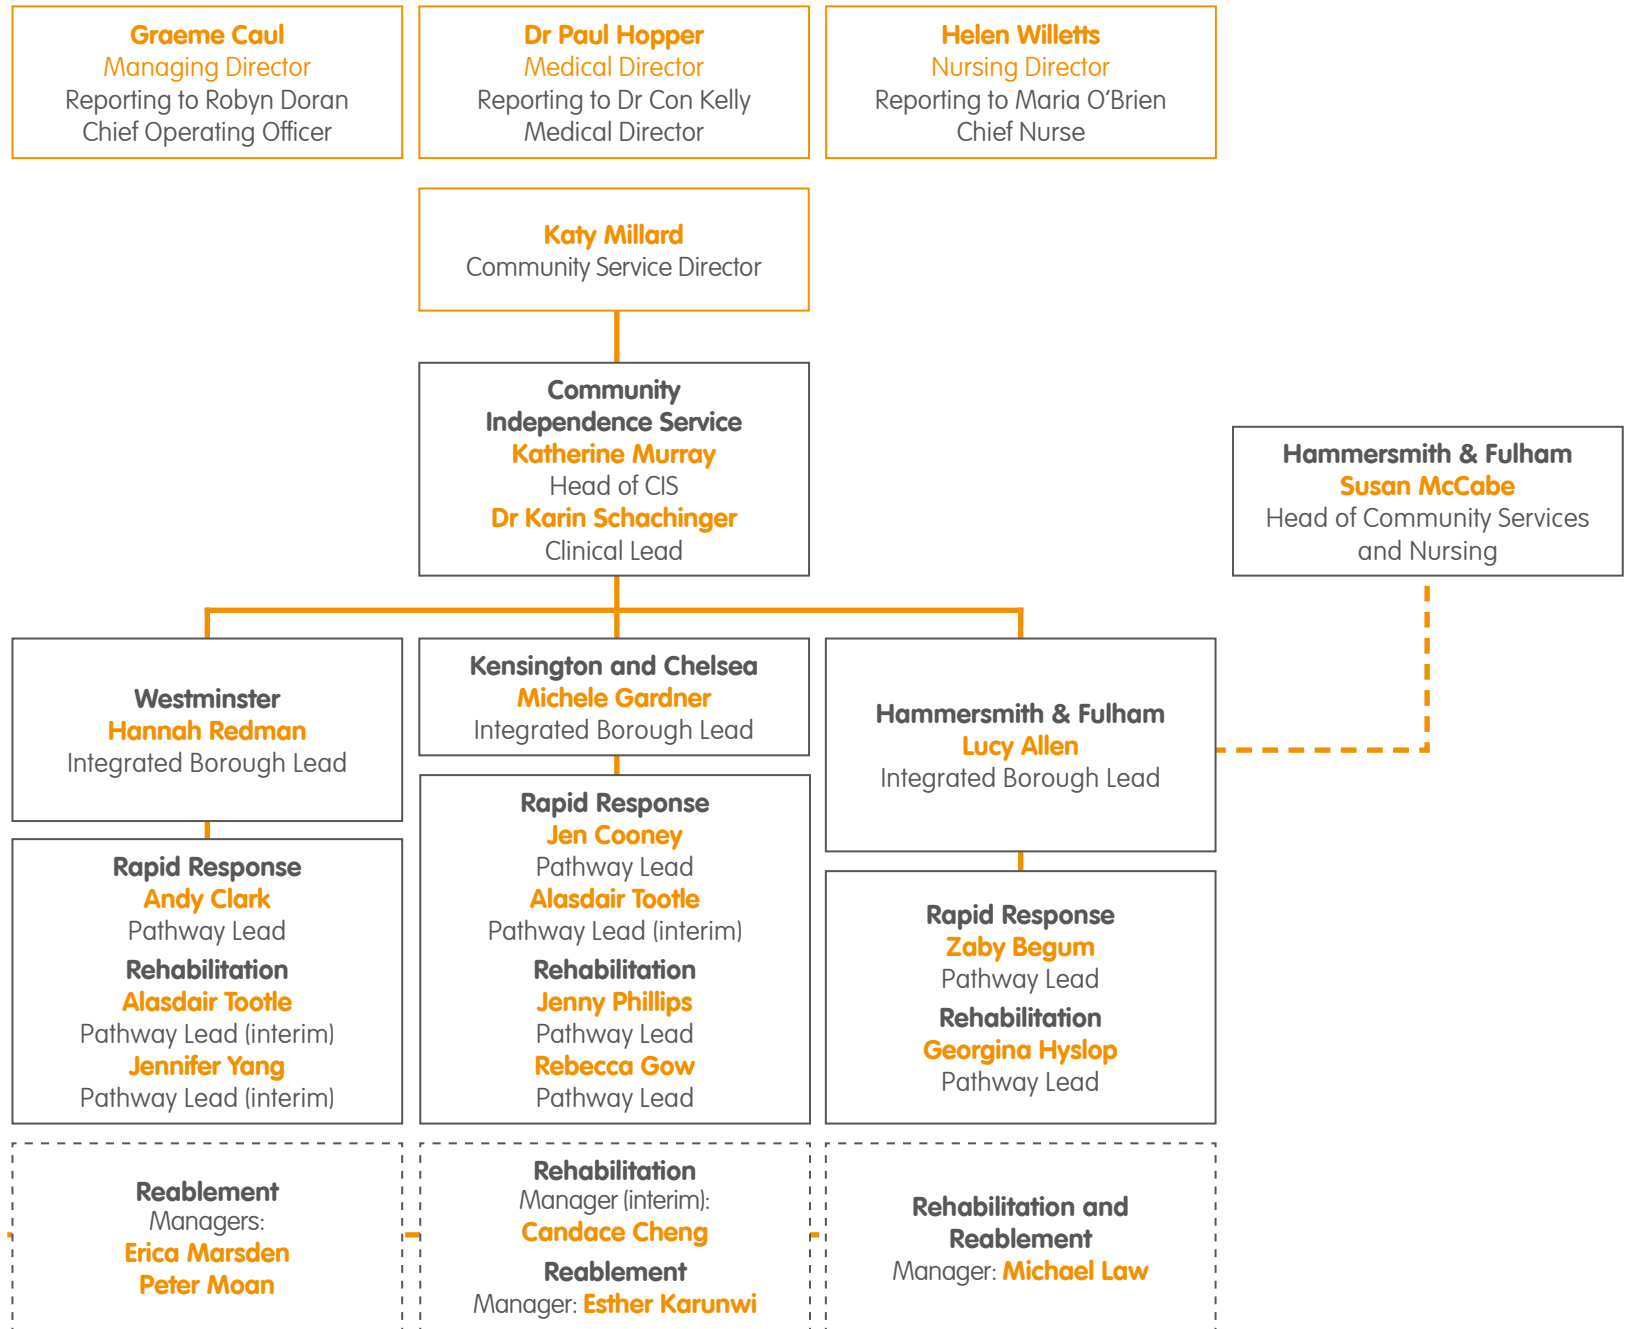 Graeme Caul
Managing Director
Reporting to Robyn Doran
Chief Operating Officer
Dr Paul Hopper
Medical Director
Reporting to Dr Con Kelly
Medical Director
Helen Willetts
Nursing Director
Reporting to Maria O’Brien
Chief Nurse
Katy Millard
Community Service Director
Community
Independence Service
Katherine Murray
Head of CIS
Dr Karin Schachinger
Clinical Lead
Hammersmith & Fulham
Susan McCabe
Head of Community Services
and Nursing
Westminster
Hannah Redman
Integrated Borough Lead
Kensington and Chelsea
Michele Gardner
Integrated Borough Lead
Hammersmith & Fulham
Lucy Allen
Integrated Borough Lead
Rapid Response
Andy Clark
Pathway Lead
Rehabilitation
Alasdair Tootle
Pathway Lead (interim)
Jennifer Yang
Pathway Lead (interim)
Rapid Response
Jen Cooney
Pathway Lead
Alasdair Tootle
Pathway Lead (interim)
Rehabilitation
Jenny Phillips
Pathway Lead
Rebecca Gow
Pathway Lead
Rapid Response
Zaby Begum
Pathway Lead
Rehabilitation
Georgina Hyslop
Pathway Lead
Reablement
Managers:
Erica Marsden
Peter Moan
Rehabilitation
Manager (interim):
Candace Cheng
Reablement
Manager: Esther Karunwi
Rehabilitation and
Reablement
Manager: Michael Law